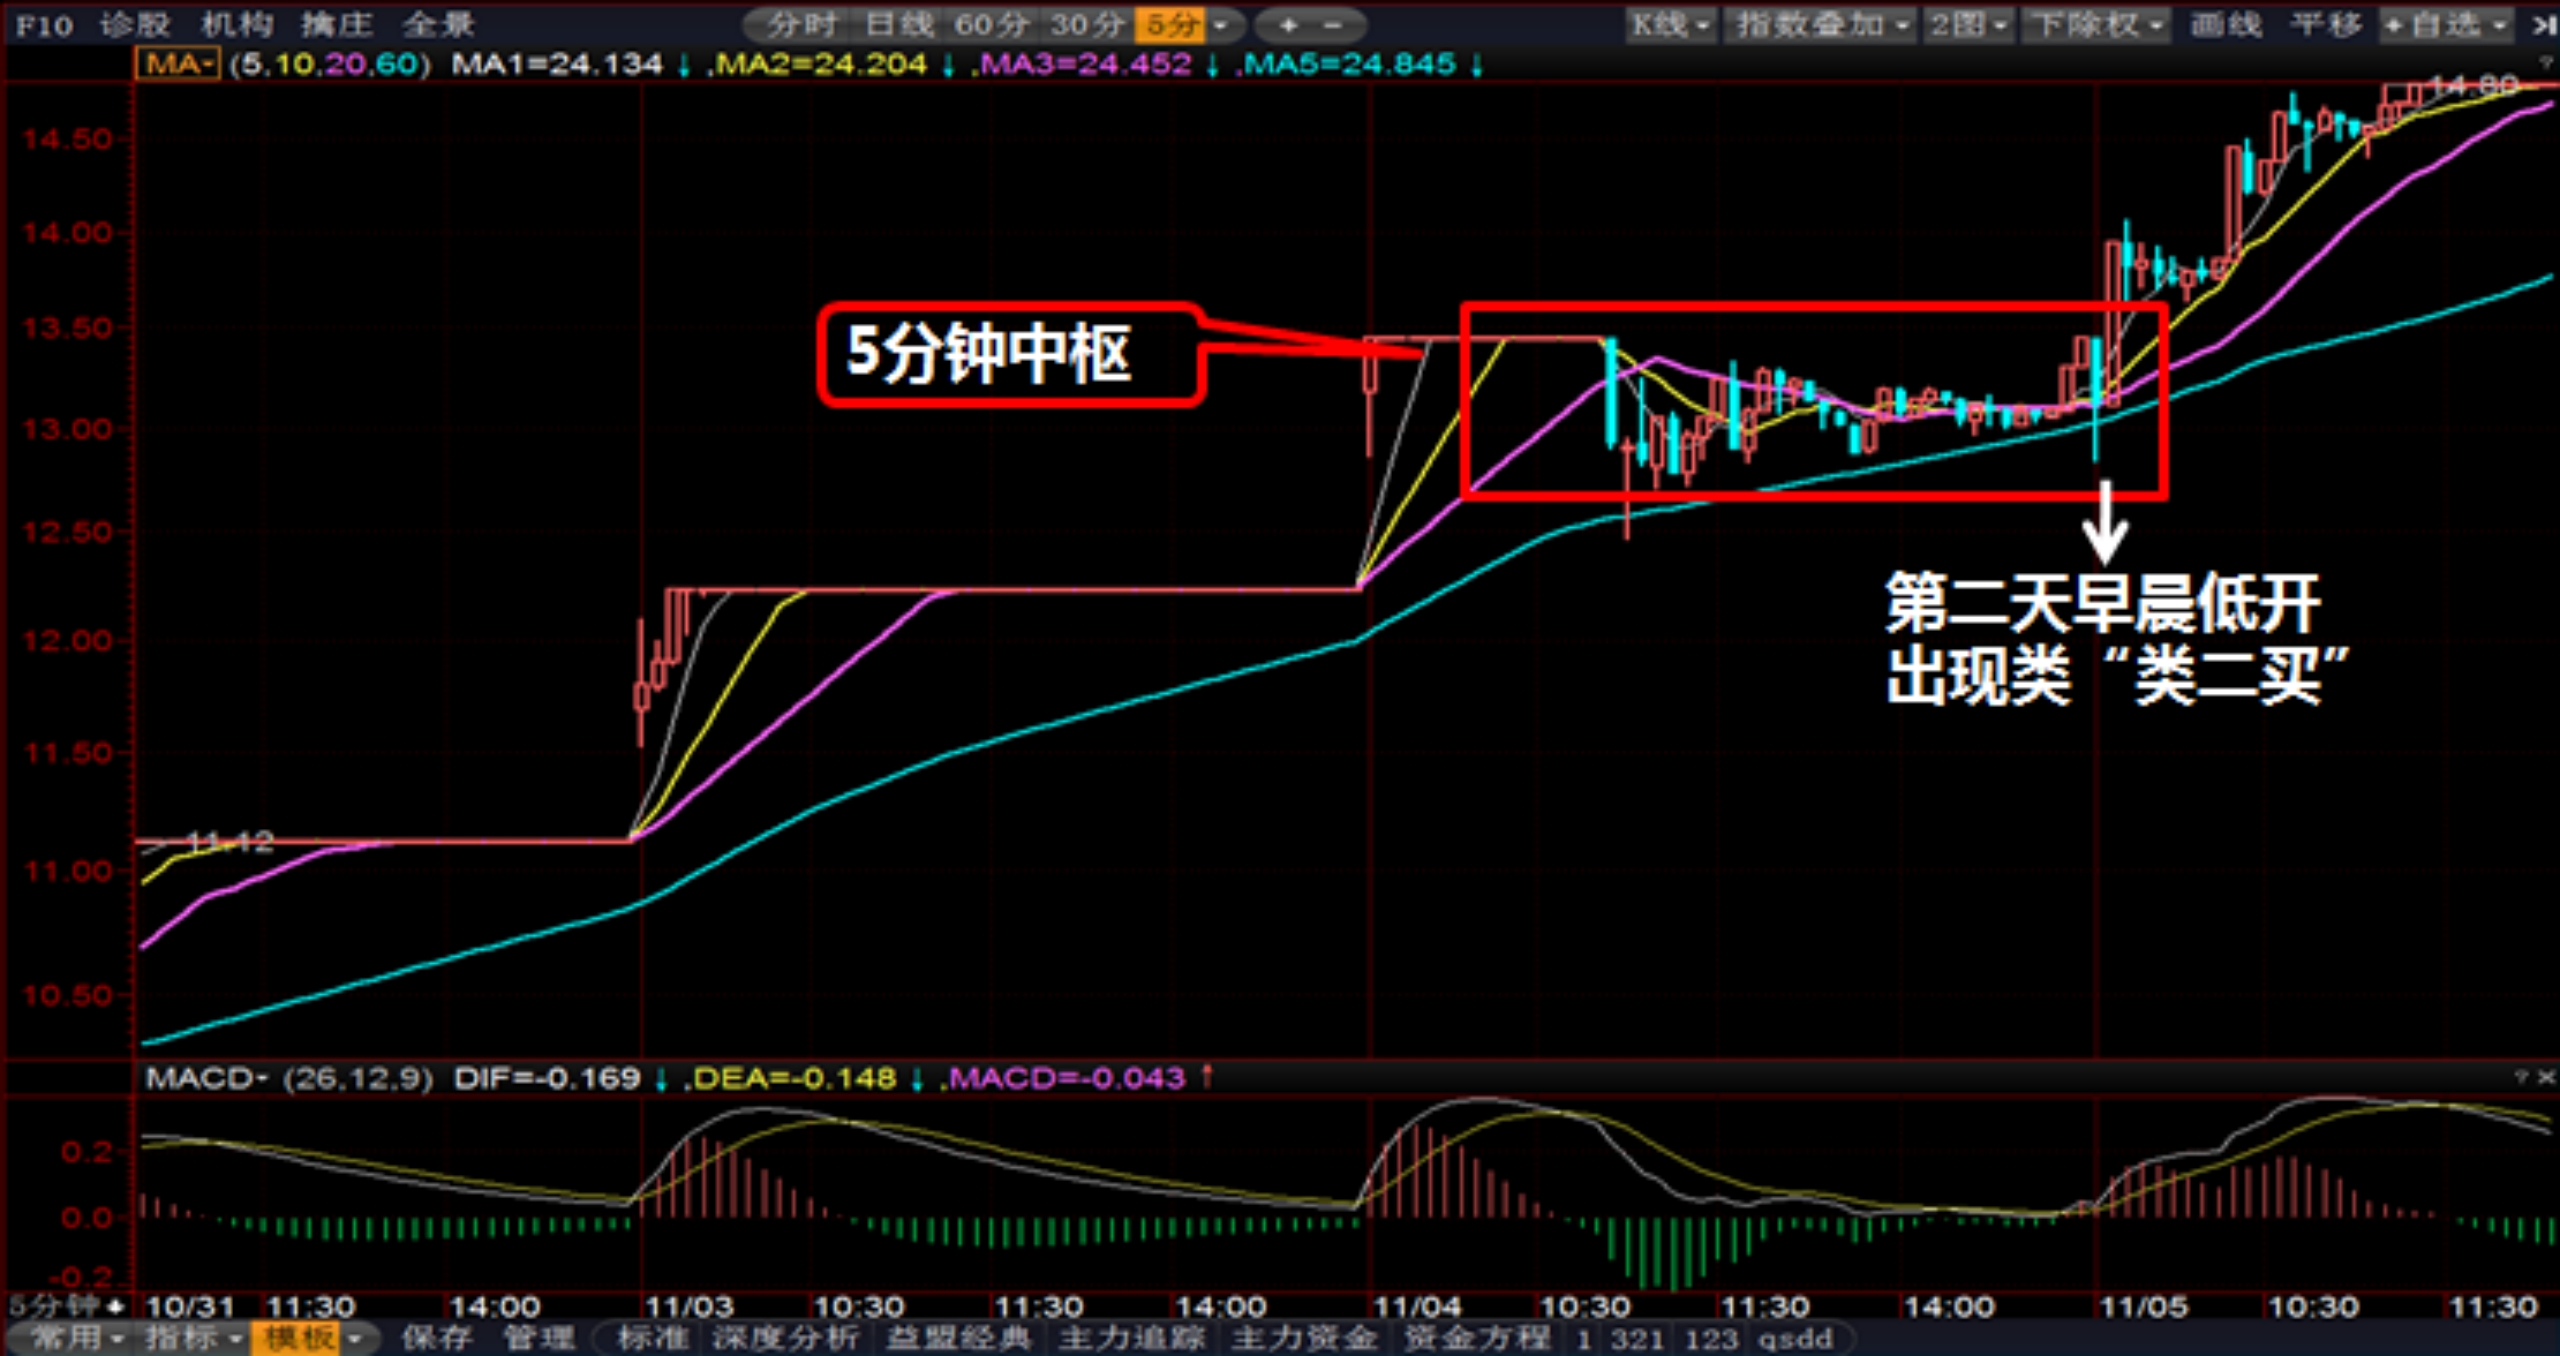 F10 诊股 机构 擒庄 全景 分时 日线 60分 30分 5分 + - K线 指数叠加 2图 下除权 画线 平移 +自选
MA (5,10,20,60) MA1=24.134 ↓ ,MA2=24.204 ↓ ,MA3=24.452 ↓ ,MA5=24.845 ↓
14.80
14.50
14.00
13.50
5分钟中枢
13.00
12.50
第二天早晨低开
出现类“类二买”
12.00
11.50
11.12
11.00
10.50
MACD (26,12,9) DIF=-0.169 ↓ ,DEA=-0.148 ↓ ,MACD=-0.043 ↑
0.2
0.0
-0.2
5分钟 10/31 11:30 14:00 11/03 10:30 11:30 14:00 11/04 10:30 11:30 14:00 11/05 10:30 11:30
常用 指标 模板 保存 管理 标准 深度分析 益盟经典 主力追踪 主力资金 资金方程 1 321 123 qsdd